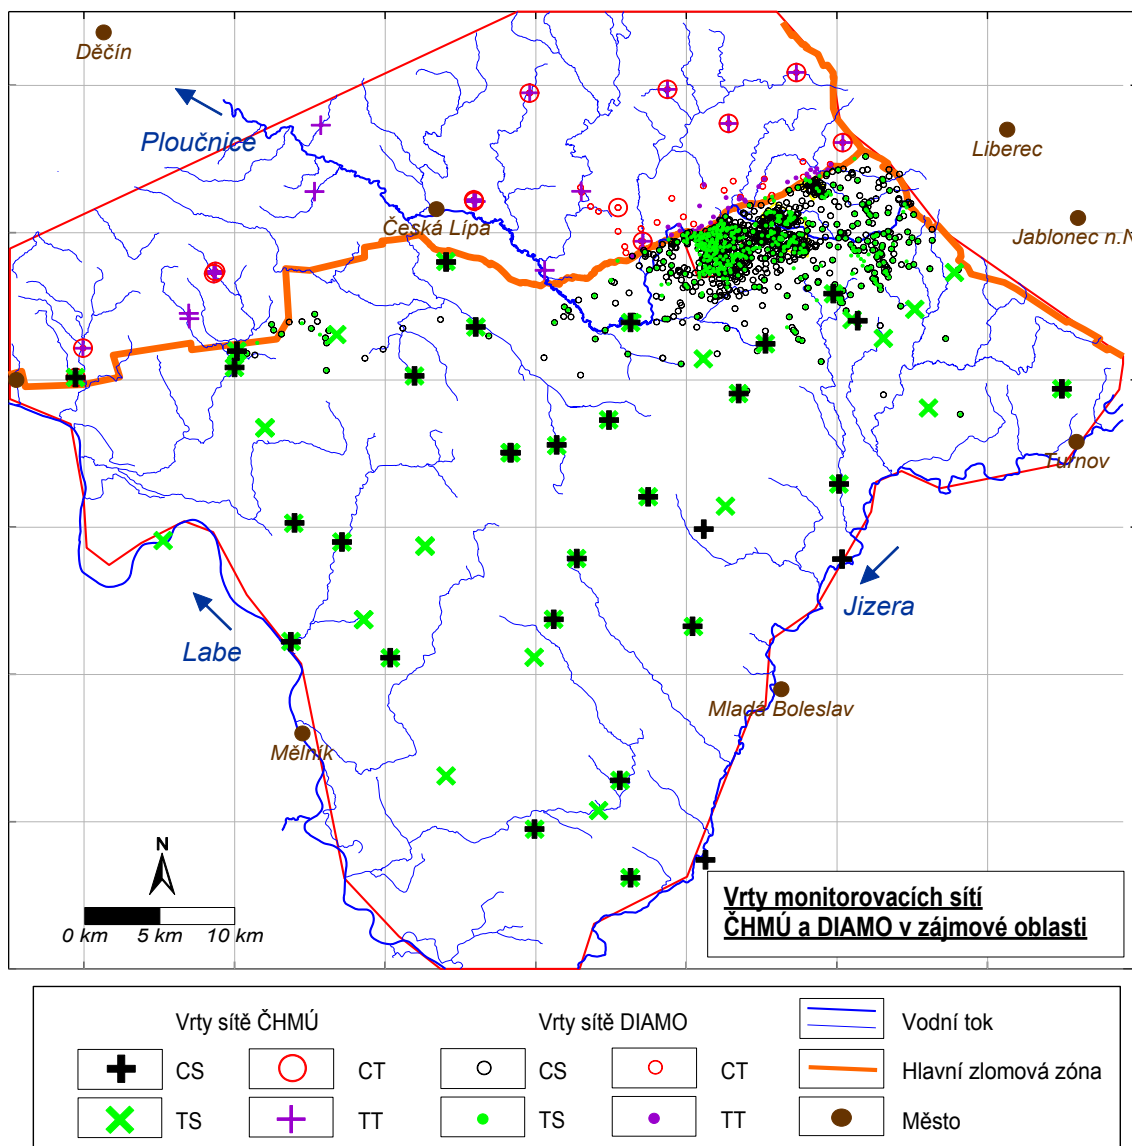 Děčín
Ploučnice
Liberec
Česká Lípa
Jablonec n.N
Turnov
Jizera
Labe
Mladá Boleslav
Mělník
N
0 km 5 km 10 km
Vrty monitorovacích sítí
ČHMÚ a DIAMO v zájmové oblasti
Vrty sítě ČHMÚ
Vrty sítě DIAMO
Vodní tok
CS
CT
CS
CT
Hlavní zlomová zóna
TS
TT
TS
TT
Město